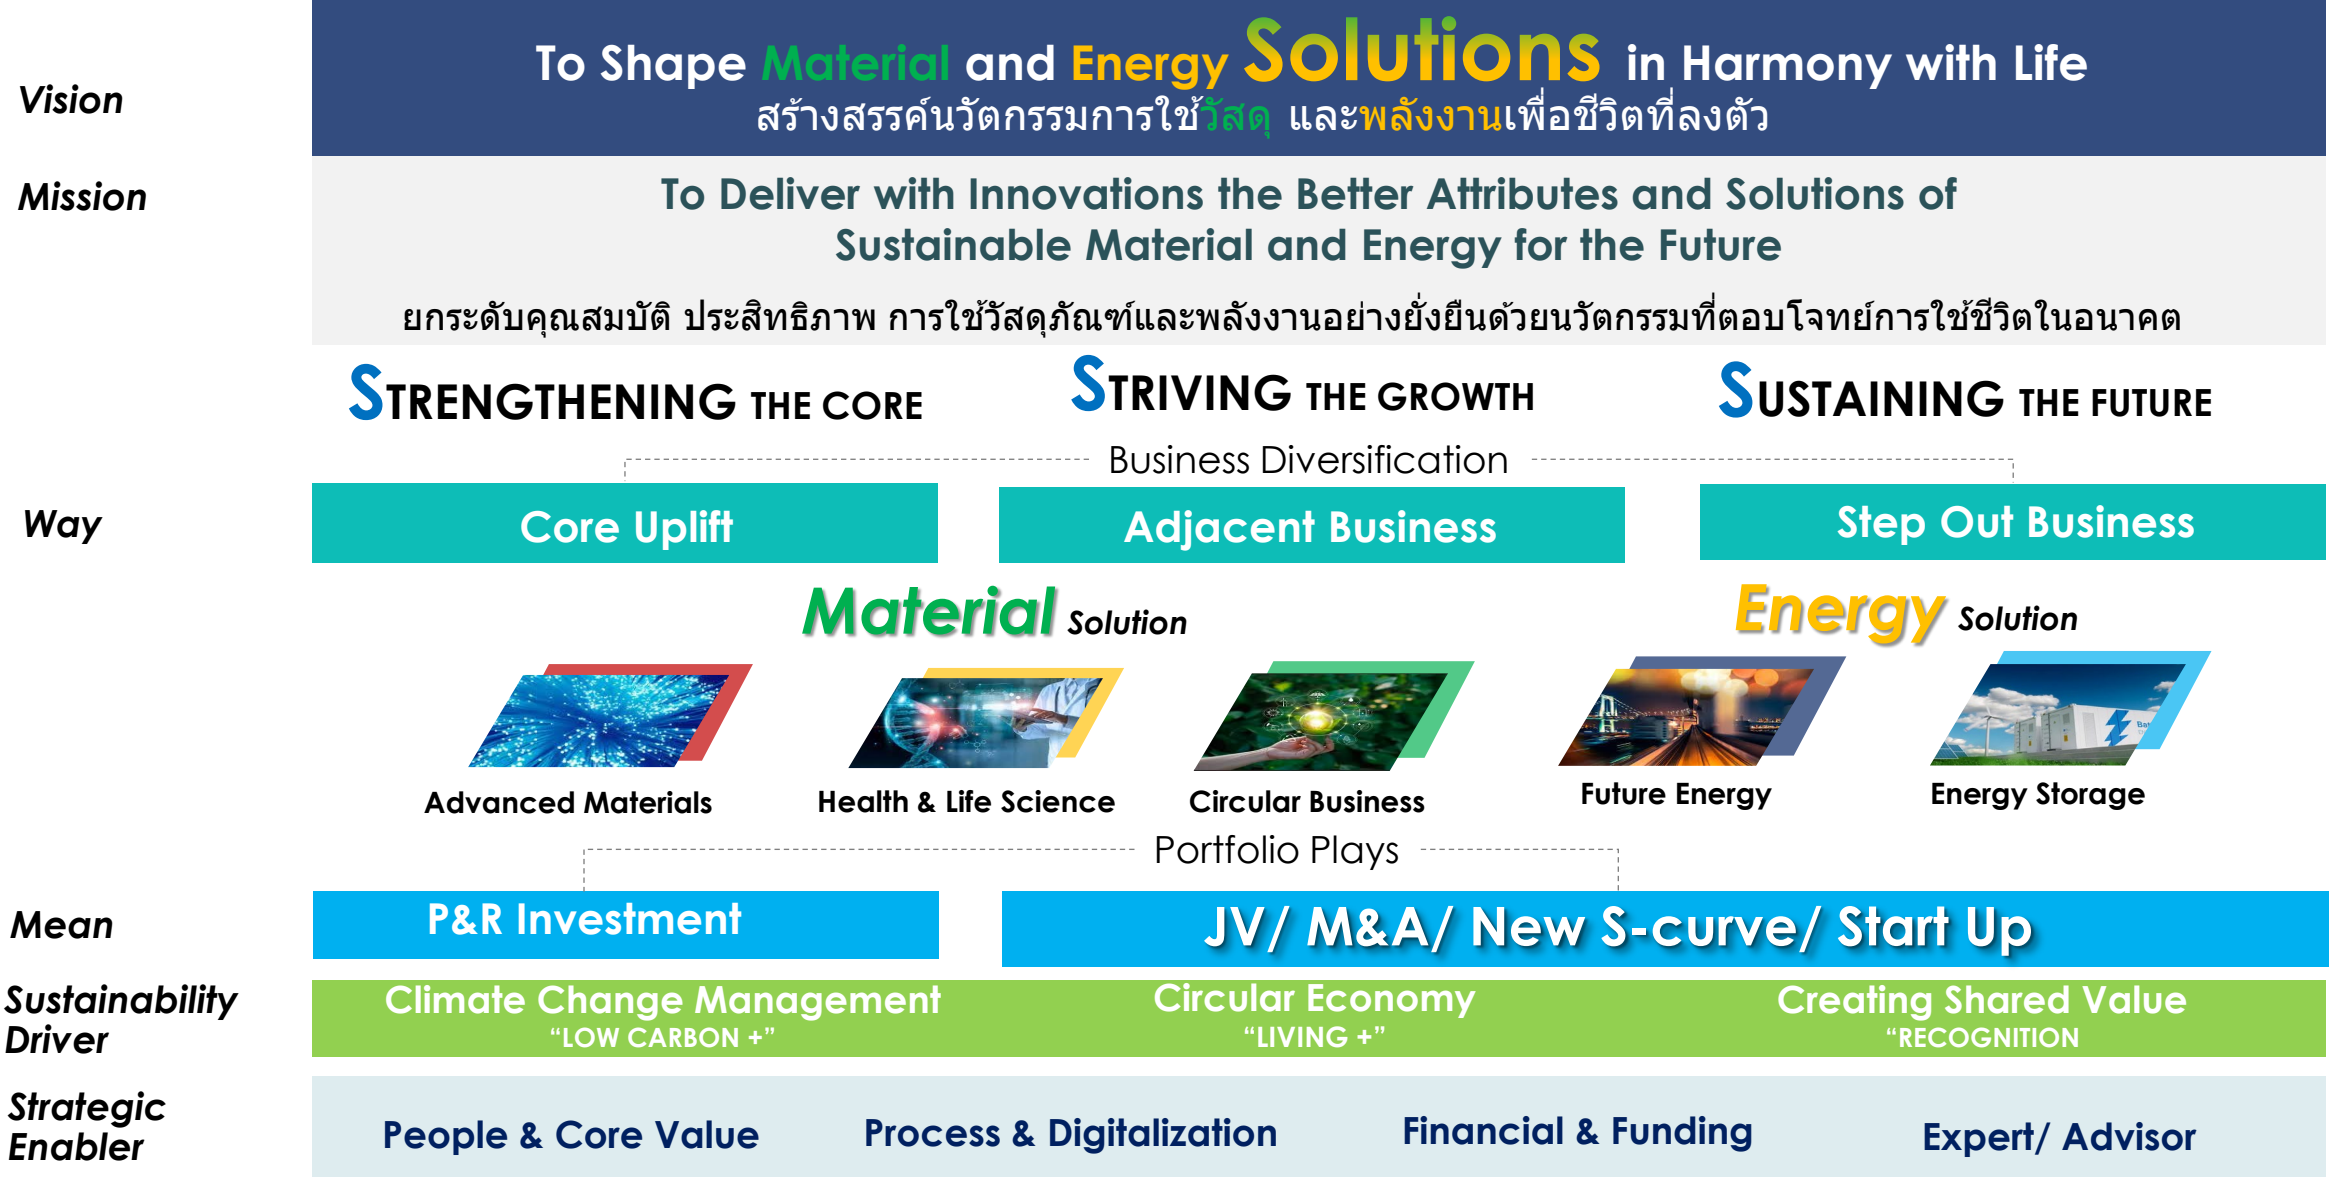 Vision
To Shape Material and Energy Solutions in Harmony with Life
สร้างสรรค์นวัตกรรมการใช้วัสดุ และพลังงานเพื่อชีวิตที่ลงตัว
Mission
To Deliver with Innovations the Better Attributes and Solutions of
Sustainable Material and Energy for the Future
ยกระดับคุณสมบัติ ประสิทธิภาพ การใช้วัสดุภัณฑ์และพลังงานอย่างยั่งยืนด้วยนวัตกรรมที่ตอบโจทย์การใช้ชีวิตในอนาคต
STRENGTHENING THE CORE
STRIVING THE GROWTH
SUSTAINING THE FUTURE
Business Diversification
Way
Core Uplift
Adjacent Business
Step Out Business
Material Solution
Energy Solution
Advanced Materials
Health & Life Science
Circular Business
Future Energy
Energy Storage
Portfolio Plays
Mean
P&R Investment
JV/ M&A/ New S-curve/ Start Up
Sustainability
Driver
Climate Change Management
“LOW CARBON +”
Circular Economy
“LIVING +”
Creating Shared Value
“RECOGNITION
Strategic
Enabler
People & Core Value
Process & Digitalization
Financial & Funding
Expert/ Advisor